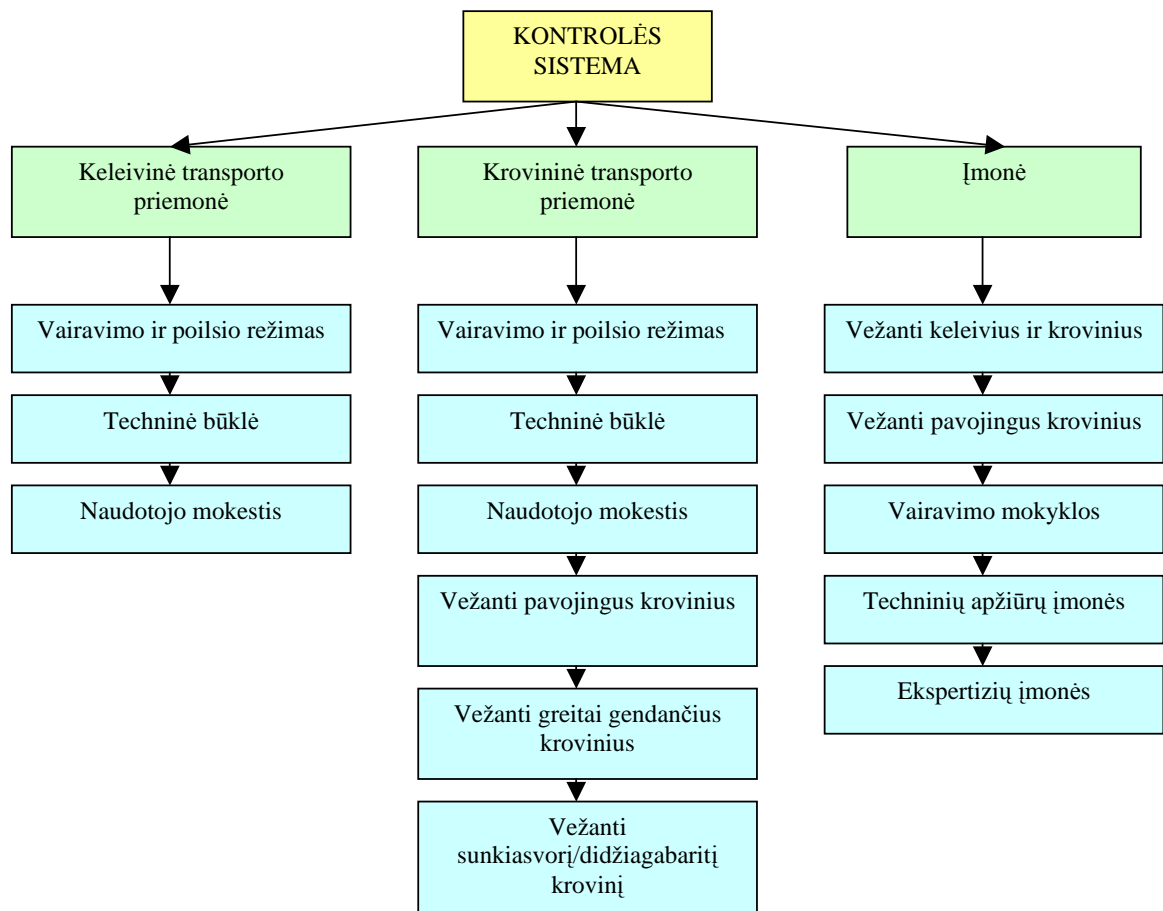 KONTROLĖS
SISTEMA
Keleivinė transporto
priemonė
Krovininė transporto
priemonė
Įmonė
Vairavimo ir poilsio režimas
Vairavimo ir poilsio režimas
Vežanti keleivius ir krovinius
Techninė būklė
Techninė būklė
Vežanti pavojingus krovinius
Naudotojo mokestis
Naudotojo mokestis
Vairavimo mokyklos
Vežanti pavojingus krovinius
Techninių apžiūrų įmonės
Vežanti greitai gendančius
krovinius
Ekspertizių įmonės
Vežanti
sunkiasvorį/didžiagabaritį
krovinį